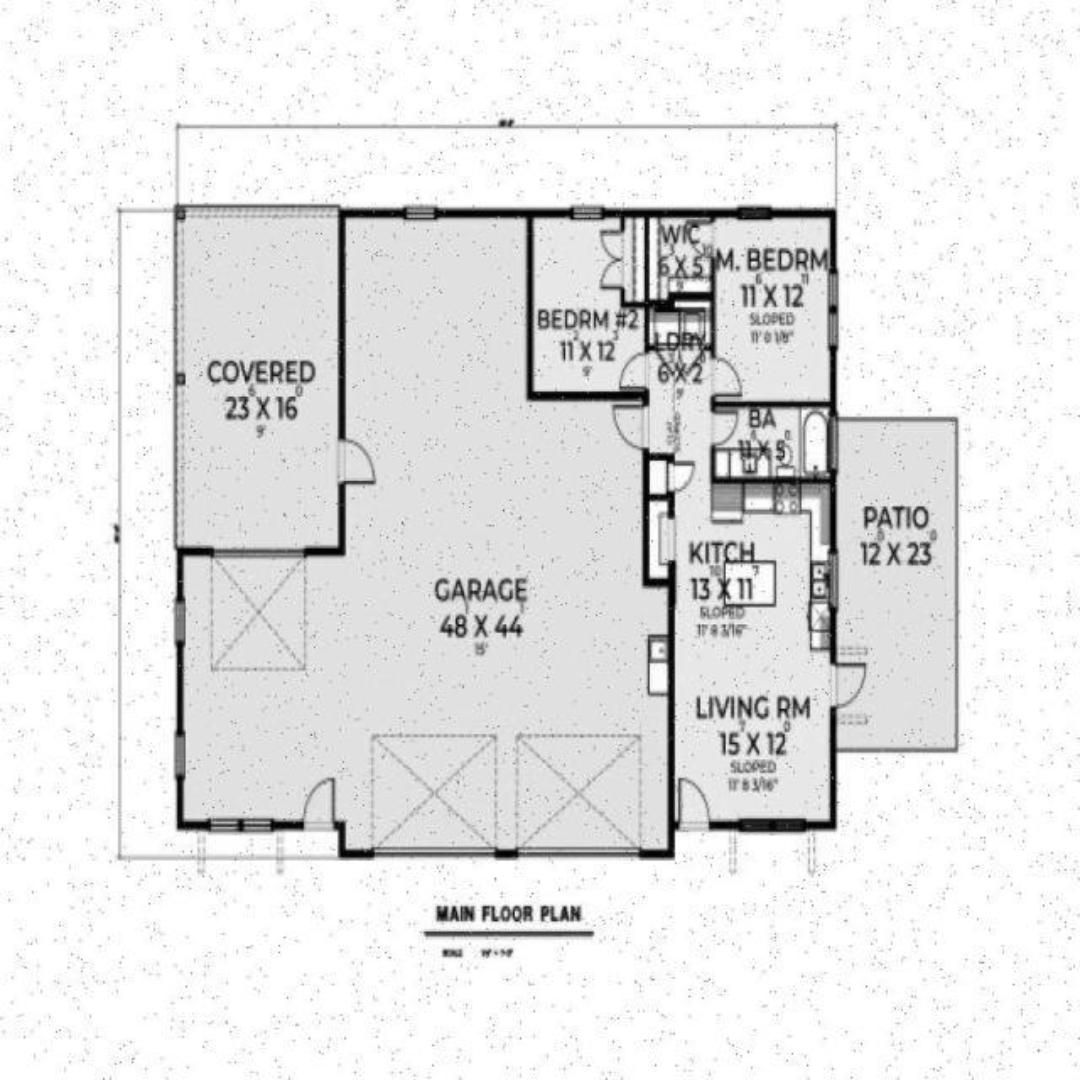 WIC
6 X 5
9'
M. BEDRM
11 X 12
SLOPED
11' 0 1/8"
BEDRM #2
11 X 12
9'
LDRY
6 X 2
9'
COVERED
23 X 16
9'
BA
11 X 5
PATIO
12 X 23
KITCH
13 X 11
SLOPED
11' 8 3/16"
GARAGE
48 X 44
15'
LIVING RM
15 X 12
SLOPED
11' 8 3/16"
MAIN FLOOR PLAN
SCALE